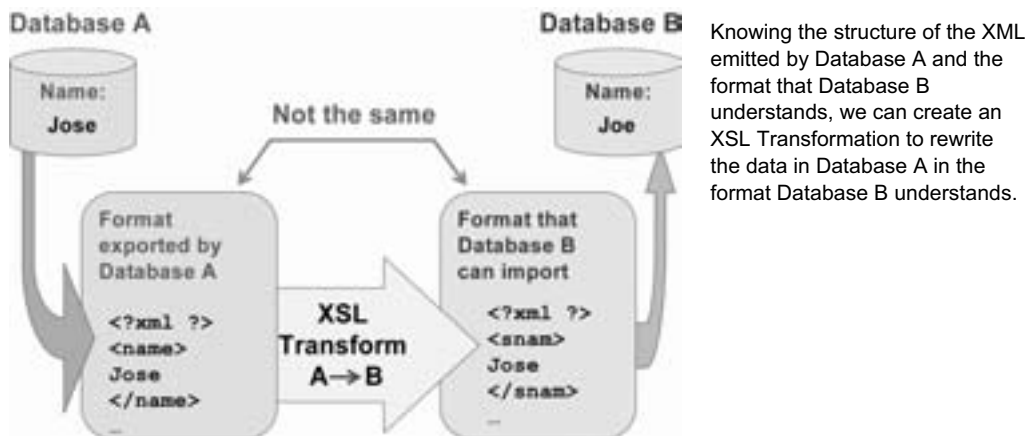 Database A
Name:
Jose
Database B
Name:
Joe
Not the same
Format
exported by
Database A
<?xml ?>
<name>
Jose
</name>
…
XSL
Transform
A→B
Format that
Database B
can import
<?xml ?>
<snam>
Jose
</snam>
…
Knowing the structure of the XML
emitted by Database A and the
format that Database B
understands, we can create an
XSL Transformation to rewrite
the data in Database A in the
format Database B understands.